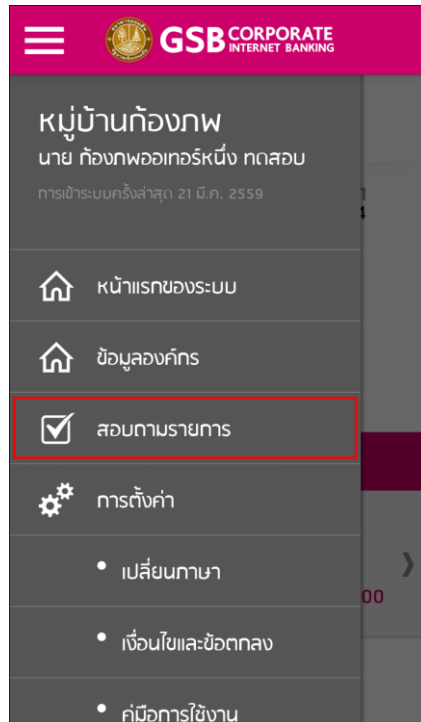 GSB CORPORATE
INTERNET BANKING
หมู่บ้านก้องภพ
นาย ก้องภพออเทอร์หนึ่ง ทดสอบ
การเข้าระบบครั้งล่าสุด 21 มี.ค. 2559
หน้าแรกของระบบ
ข้อมูลองค์กร
สอบถามรายการ
การตั้งค่า
เปลี่ยนภาษา
00
เงื่อนไขและข้อตกลง
คู่มือการใช้งาน